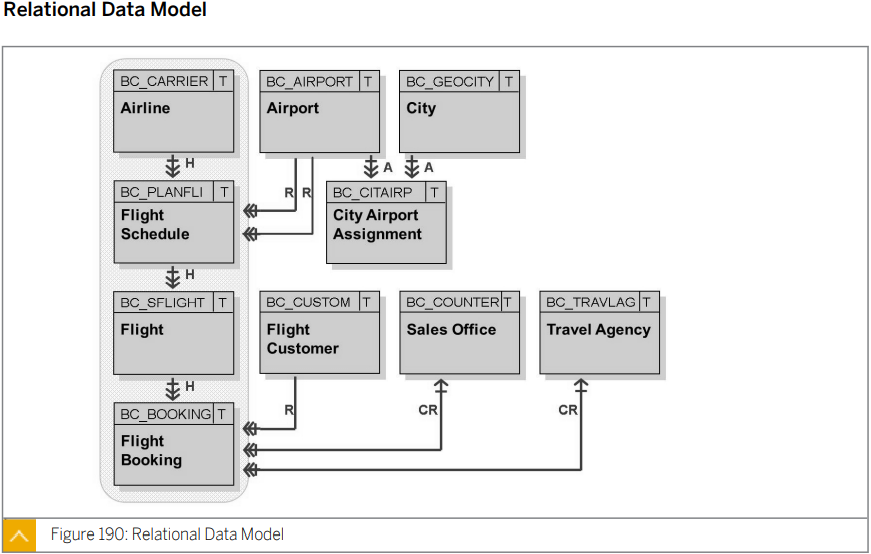 Relational Data Model
BC_CARRIER T
Airline
BC_AIRPORT T
Airport
BC_GEOCITY T
City
H
A
A
BC_PLANFLI T
Flight
Schedule
R R
BC_CITAIRP T
City Airport
Assignment
H
BC_SFLIGHT T
Flight
BC_CUSTOM T
Flight
Customer
BC_COUNTER T
Sales Office
BC_TRAVLAG T
Travel Agency
H
R
CR
CR
BC_BOOKING T
Flight
Booking
Figure 190: Relational Data Model